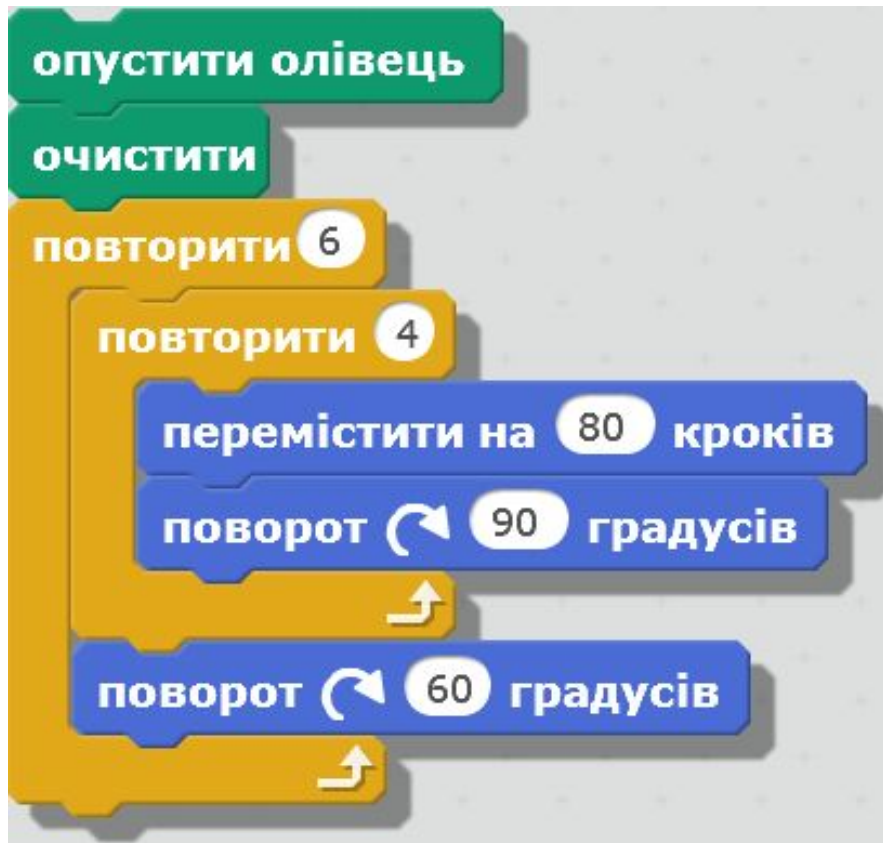 опустити олівець
очистити
повторити 6
повторити 4
перемістити на 80 кроків
поворот 90 градусів
поворот 60 градусів